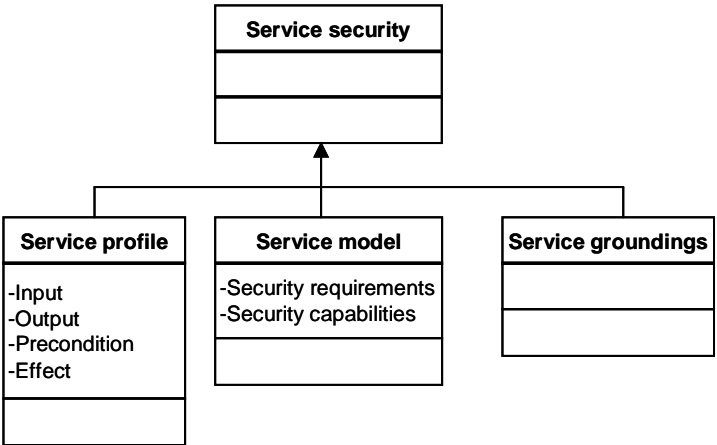 Service security
Service profile
-Input
-Output
-Precondition
-Effect
Service model
-Security requirements
-Security capabilities
Service groundings